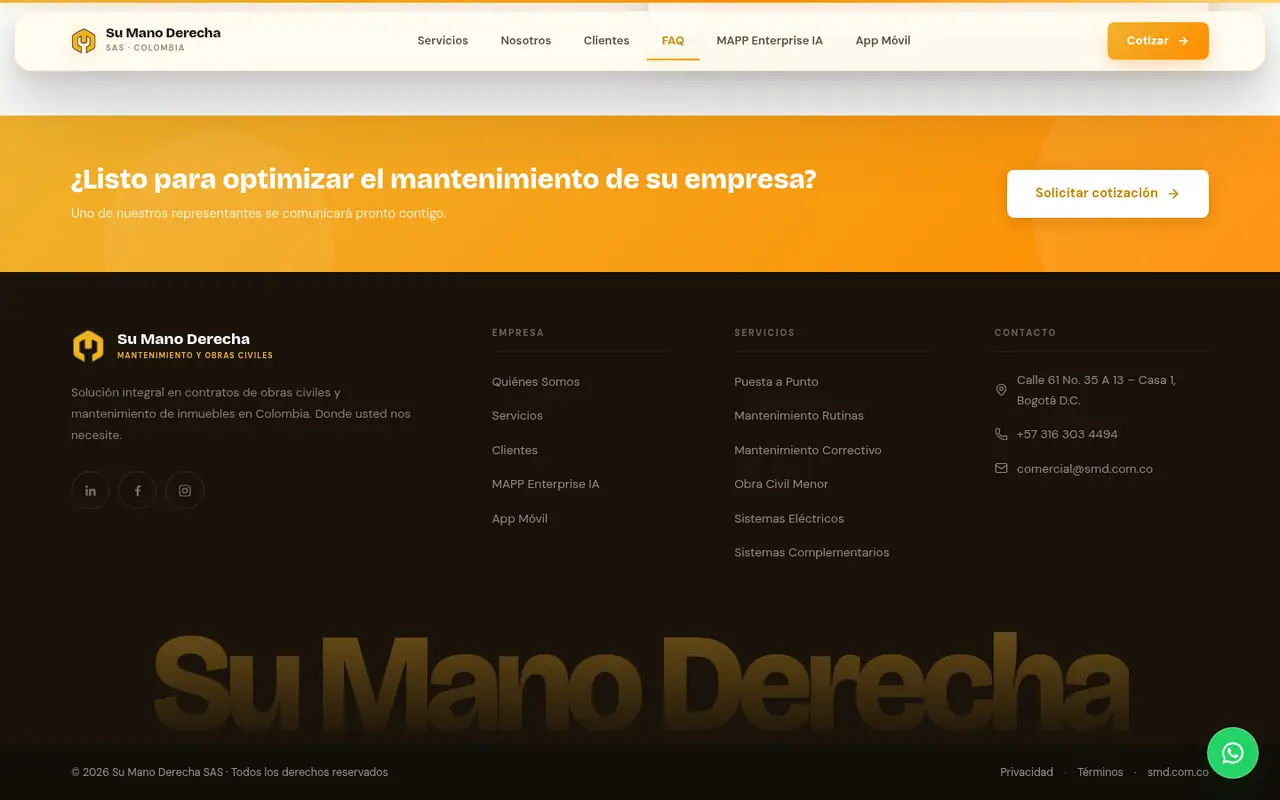 Su Mano Derecha
SAS · COLOMBIA
Servicios
Nosotros
Clientes
FAQ
MAPP Enterprise IA
App Móvil
Cotizar →
¿Listo para optimizar el mantenimiento de su empresa?
Uno de nuestros representantes se comunicará pronto contigo.
Solicitar cotización →
Su Mano Derecha
MANTENIMIENTO Y OBRAS CIVILES
Solución integral en contratos de obras civiles y
mantenimiento de inmuebles en Colombia. Donde usted nos
necesite.
EMPRESA
Quiénes Somos
Servicios
Clientes
MAPP Enterprise IA
App Móvil
SERVICIOS
Puesta a Punto
Mantenimiento Rutinas
Mantenimiento Correctivo
Obra Civil Menor
Sistemas Eléctricos
Sistemas Complementarios
CONTACTO
Calle 61 No. 35 A 13 – Casa 1,
Bogotá D.C.
+57 316 303 4494
comercial@smd.com.co
Su Mano Derecha
© 2026 Su Mano Derecha SAS · Todos los derechos reservados
Privacidad · Términos · smd.com.co